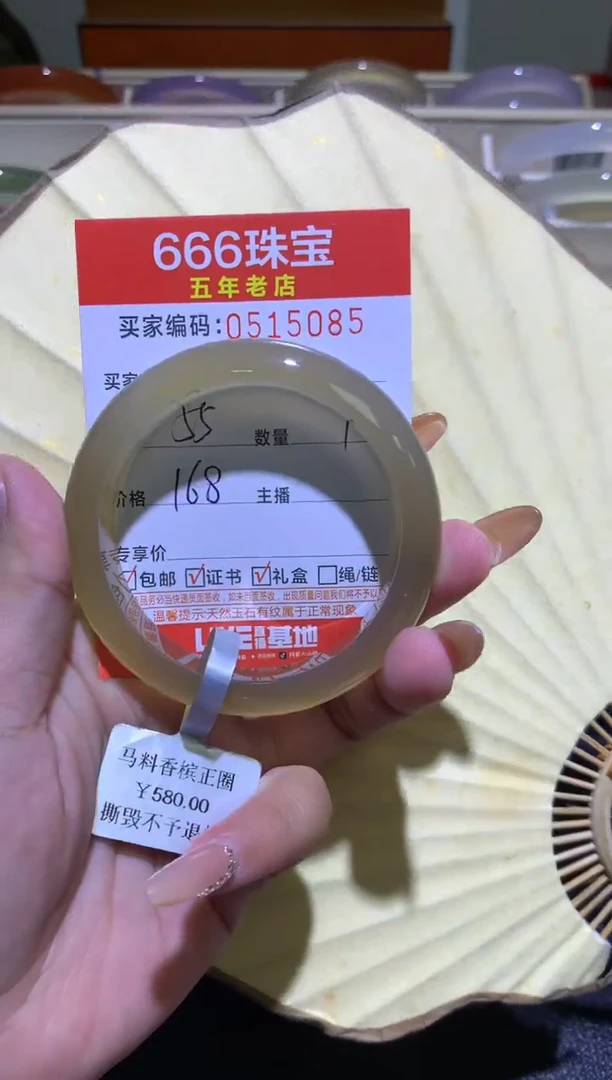 666珠宝
五年老店
买家编码:0515085
买家
55 数量 1
价格 168 主播
专享价
包邮 证书 礼盒 绳/链
温馨提示:天然玉石有纹属于正常现象
基地
马料香槟正圈
¥580.00
撕毁不予退